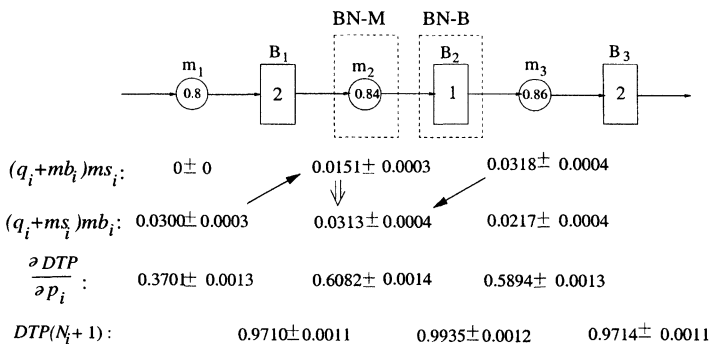 BN-M BN-B
m1 B1 m2 B2 m3 B3
0.8 2 0.84 1 0.86 2
(qi+mbi)msi: 0 ± 0 0.0151 ± 0.0003 0.0318 ± 0.0004
(qi+msi)mbi: 0.0300 ± 0.0003 0.0313 ± 0.0004 0.0217 ± 0.0004
∂DTP/∂pi : 0.3701 ± 0.0013 0.6082 ± 0.0014 0.5894 ± 0.0013
DTP(Ni+1) : 0.9710 ± 0.0011 0.9935 ± 0.0012 0.9714 ± 0.0011